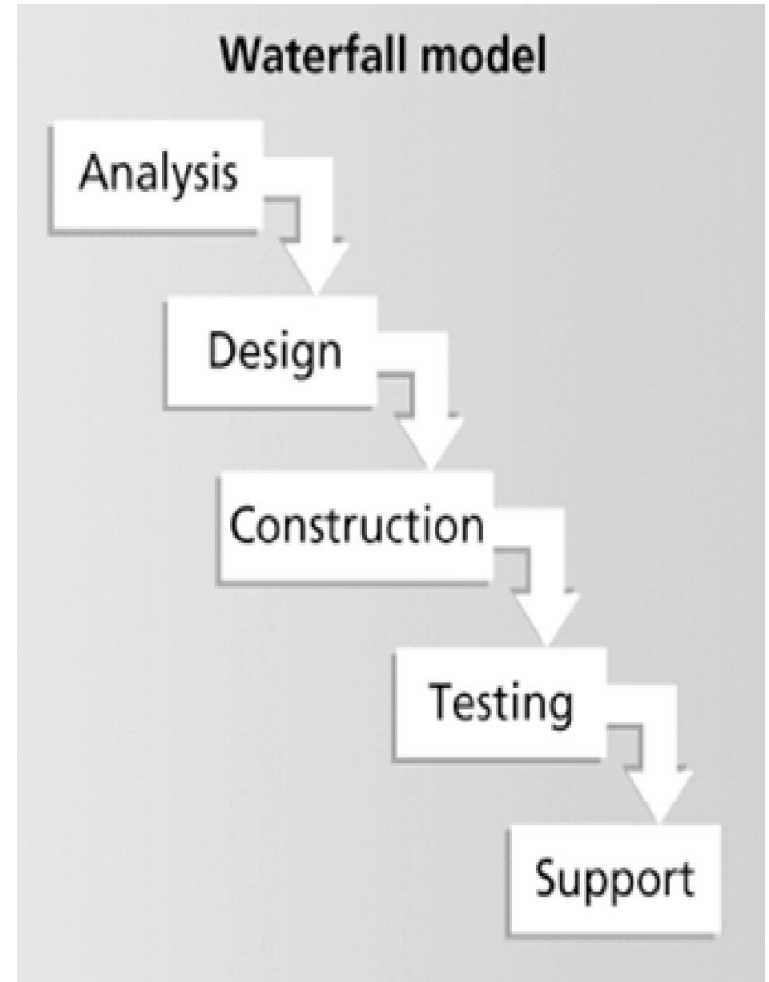 Waterfall model
Analysis
Design
Construction
Testing
Support